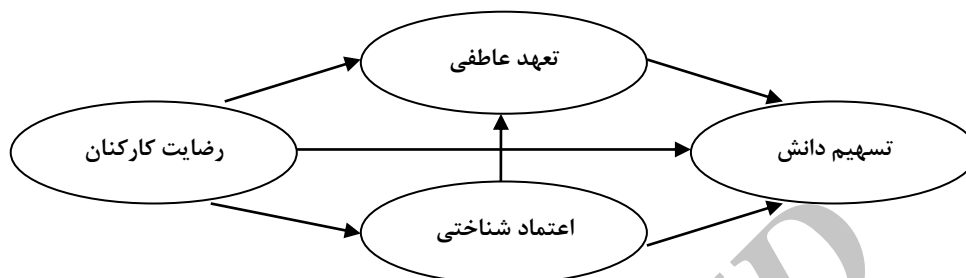 تعهد عاطفی
رضایت کارکنان
تسهیم دانش
اعتماد شناختی